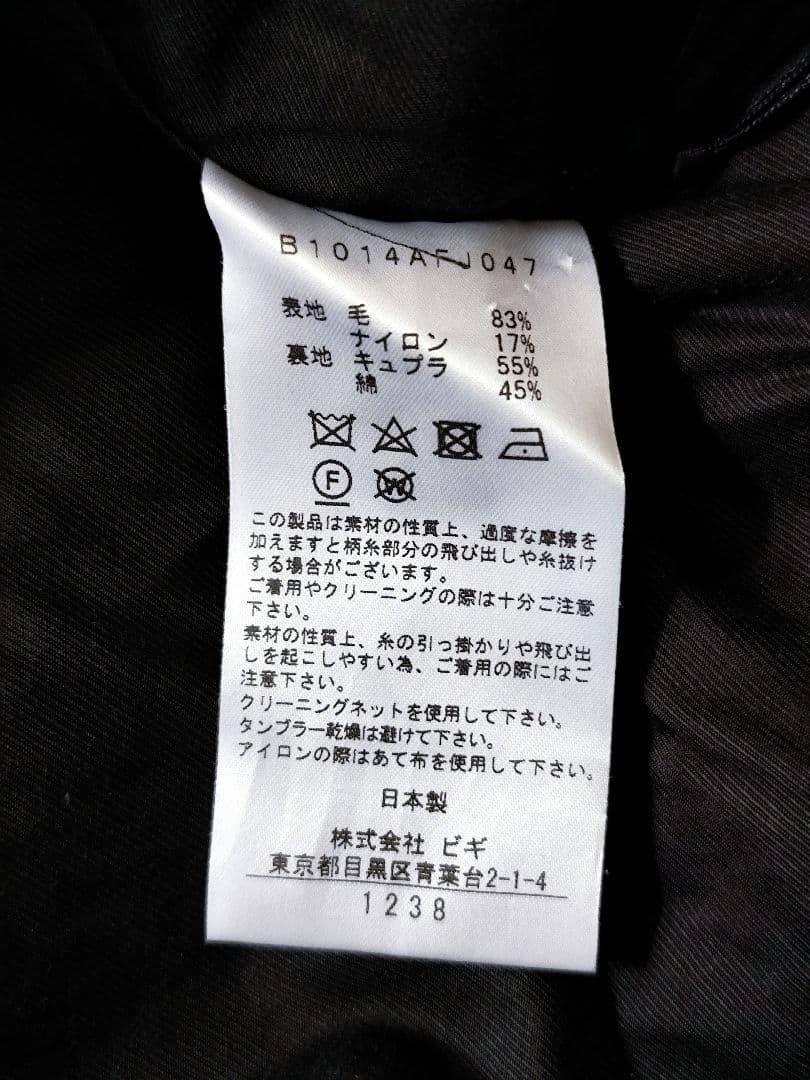 B1014AFJ047
表地 毛 83%
ナイロン 17%
裏地 キュプラ 55%
綿 45%
F
W
この製品は素材の性質上、過度な摩擦を
加えますと柄糸部分の飛び出しや糸抜け
する場合がございます。
ご着用やクリーニングの際は十分ご注意
下さい。
素材の性質上、糸の引っ掛かりや飛び出
しを起こしやすい為、ご着用の際にはご
注意下さい。
クリーニングネットを使用して下さい。
タンブラー乾燥は避けて下さい。
アイロンの際はあて布を使用して下さい。
日本製
株式会社 ビギ
東京都目黒区青葉台2-1-4
1238